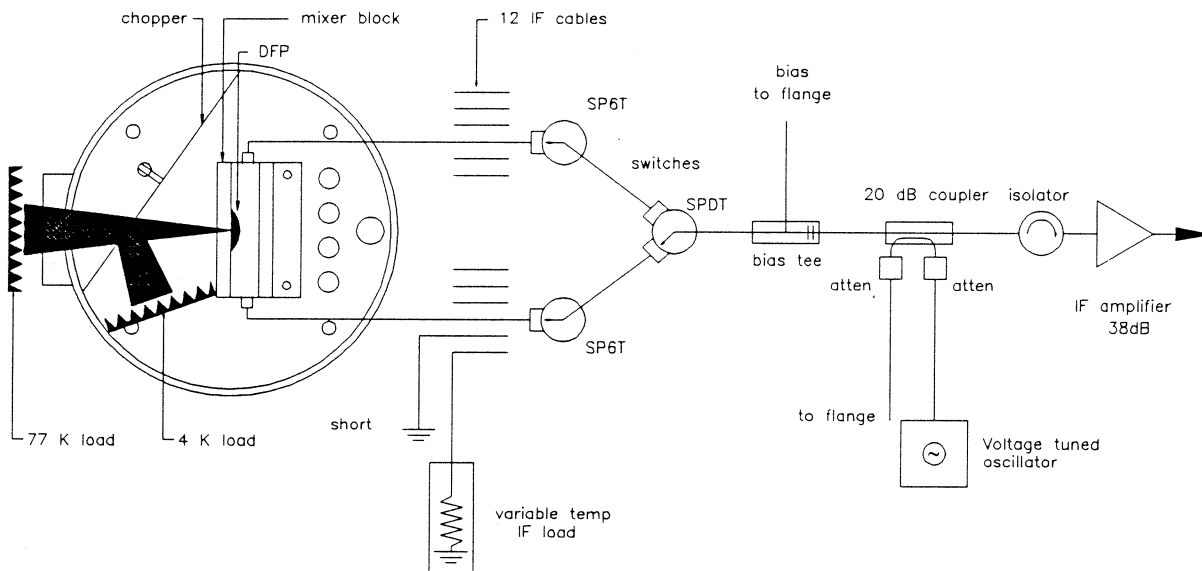 chopper
mixer block
12 IF cables
DFP
bias
to flange
SP6T
switches
SPDT
20 dB coupler
isolator
bias tee
atten
atten
IF amplifier
38dB
SP6T
short
to flange
77 K load
4 K load
Voltage tuned
oscillator
variable temp
IF load